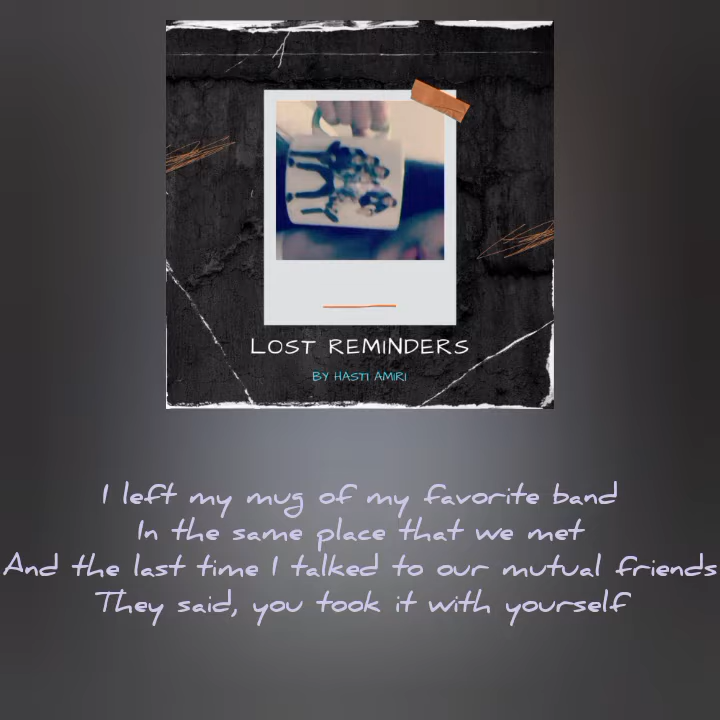 LOST REMINDERS
BY HASTI AMIRI
I left my mug of my favorite band
In the same place that we met
And the last time I talked to our mutual friends
They said, you took it with yourself